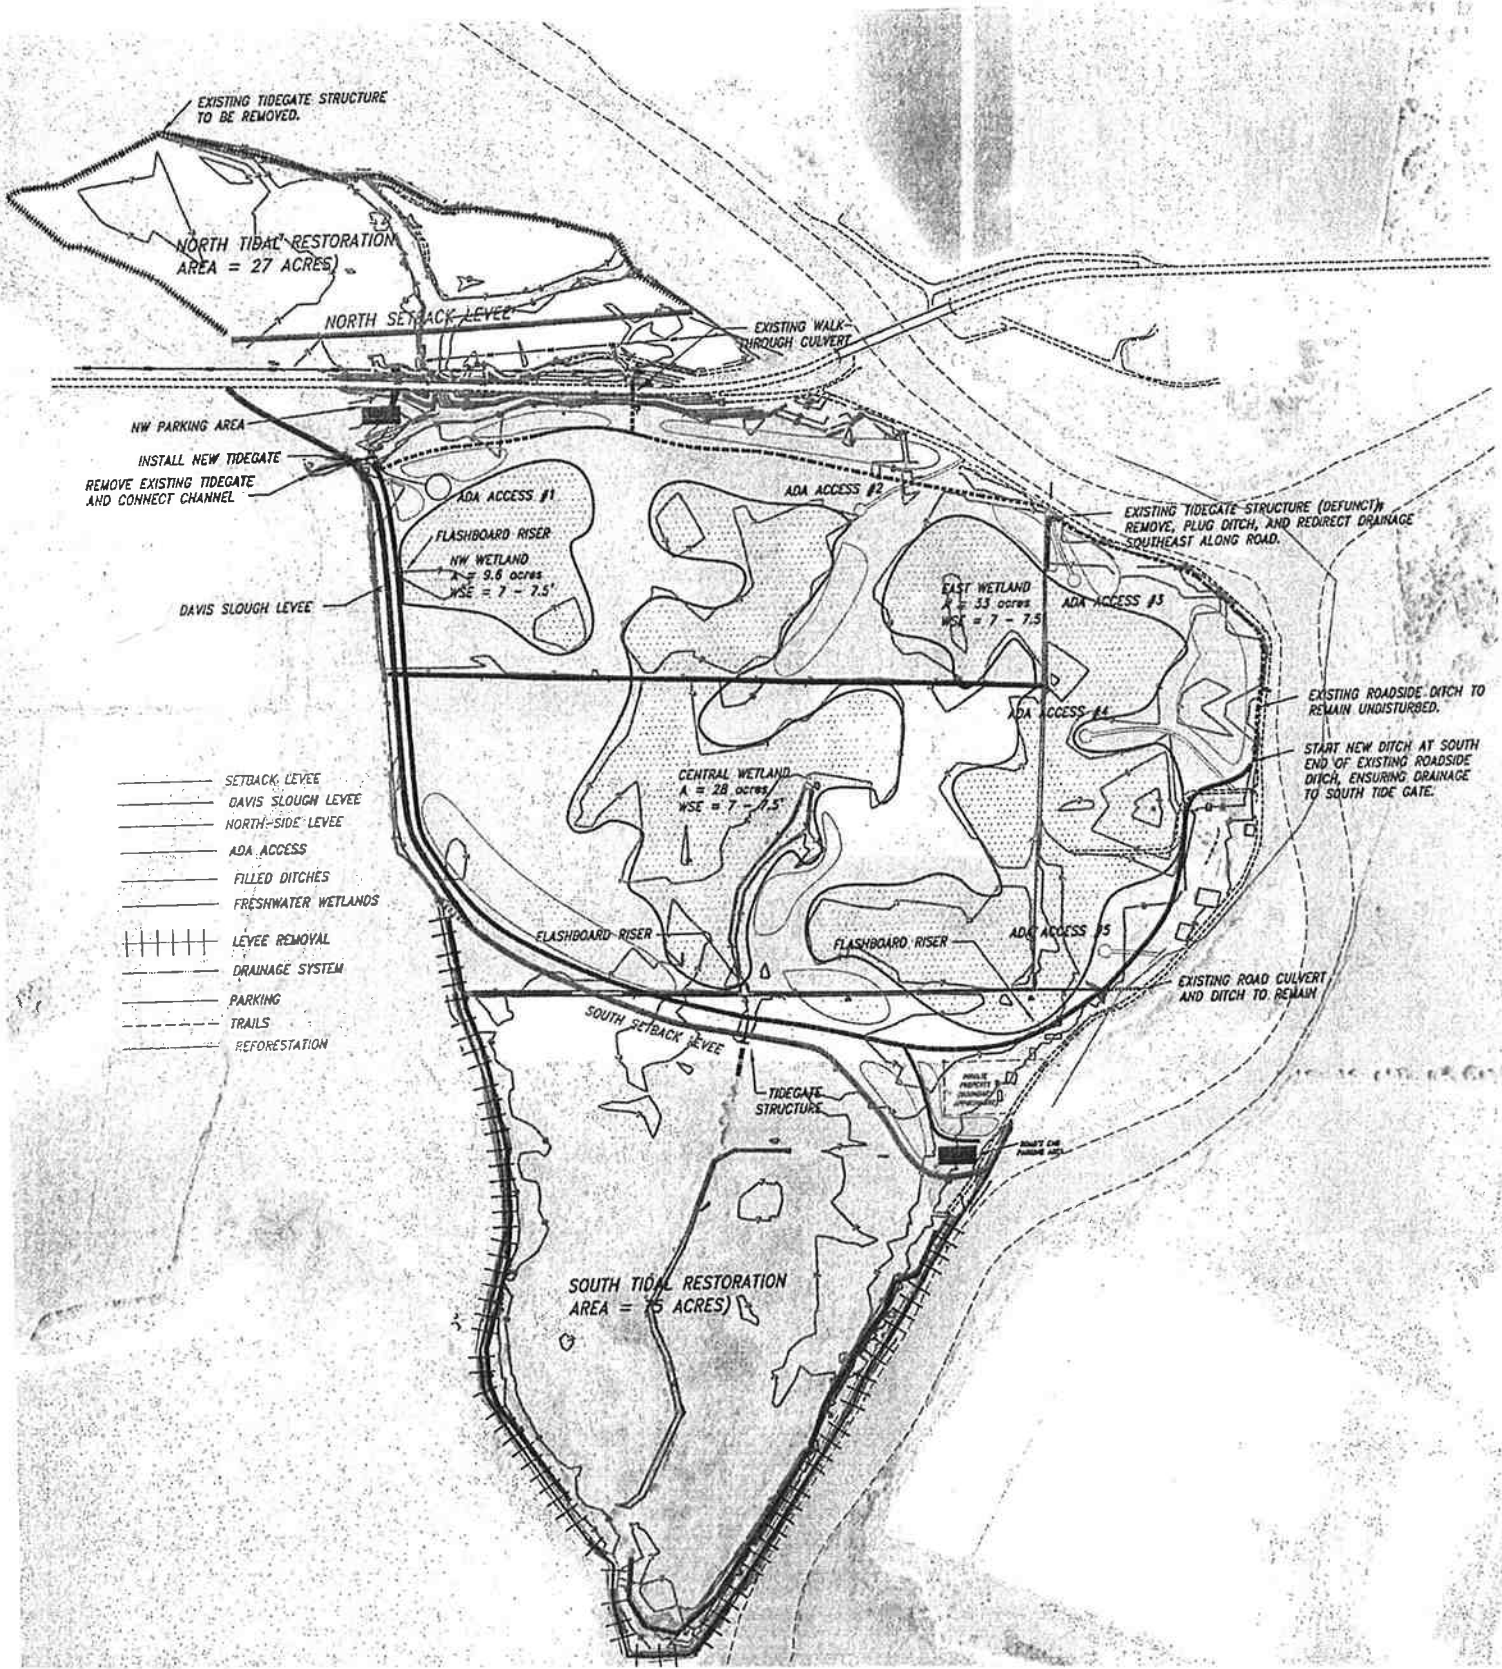 EXISTING TIDEGATE STRUCTURE
TO BE REMOVED.
NORTH TIDAL RESTORATION
AREA = 27 ACRES)
NORTH SETBACK LEVEE
EXISTING WALK-
THROUGH CULVERT
NW PARKING AREA
INSTALL NEW TIDEGATE
REMOVE EXISTING TIDEGATE
AND CONNECT CHANNEL
ADA ACCESS #1
ADA ACCESS #2
EXISTING TIDEGATE STRUCTURE (DEFUNCT),
REMOVE, PLUG DITCH, AND REDIRECT DRAINAGE
SOUTHEAST ALONG ROAD.
FLASHBOARD RISER
NW WETLAND
A = 9.6 acres
WSE = 7 - 7.5'
EAST WETLAND
A = 33 acres
WSE = 7 - 7.5
ADA ACCESS #3
DAVIS SLOUGH LEVEE
EXISTING ROADSIDE DITCH TO
REMAIN UNDISTURBED.
ADA ACCESS #4
START NEW DITCH AT SOUTH
END OF EXISTING ROADSIDE
DITCH, ENSURING DRAINAGE
TO SOUTH TIDE GATE.
CENTRAL WETLAND
A = 28 acres
WSE = 7 - 7.5'
SETBACK LEVEE
DAVIS SLOUGH LEVEE
NORTH-SIDE LEVEE
ADA ACCESS
FILLED DITCHES
FRESHWATER WETLANDS
LEVEE REMOVAL
DRAINAGE SYSTEM
PARKING
TRAILS
REFORESTATION
FLASHBOARD RISER
FLASHBOARD RISER
ADA ACCESS #5
EXISTING ROAD CULVERT
AND DITCH TO REMAIN
SOUTH SETBACK LEVEE
PRIVATE
PROPERTY
TIDEGATE
STRUCTURE
PARKING AREA
SOUTH TIDAL RESTORATION
AREA = 75 ACRES)